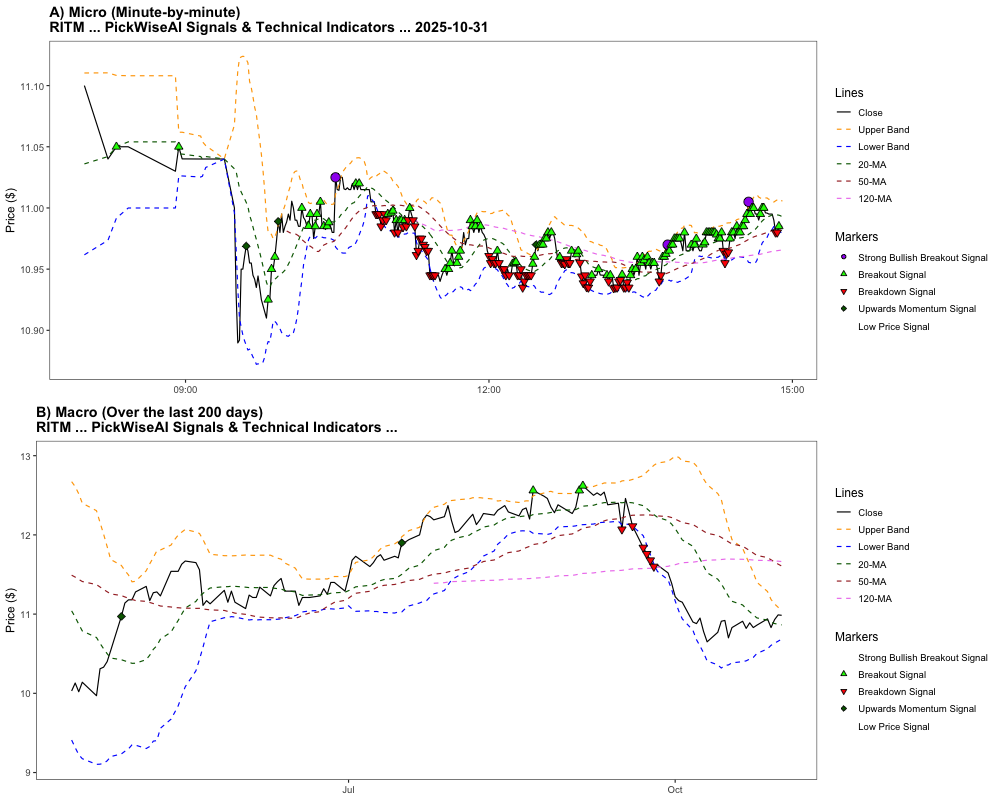 A) Micro (Minute-by-minute)
RITM ... PickWiseAI Signals & Technical Indicators ... 2025-10-31
Price ($)
11.10
11.05
11.00
10.95
10.90
09:00
12:00
15:00
Lines
Close
Upper Band
Lower Band
20-MA
50-MA
120-MA
Markers
Strong Bullish Breakout Signal
Breakout Signal
Breakdown Signal
Upwards Momentum Signal
Low Price Signal
B) Macro (Over the last 200 days)
RITM ... PickWiseAI Signals & Technical Indicators ...
Price ($)
13
12
11
10
9
Jul
Oct
Lines
Close
Upper Band
Lower Band
20-MA
50-MA
120-MA
Markers
Strong Bullish Breakout Signal
Breakout Signal
Breakdown Signal
Upwards Momentum Signal
Low Price Signal